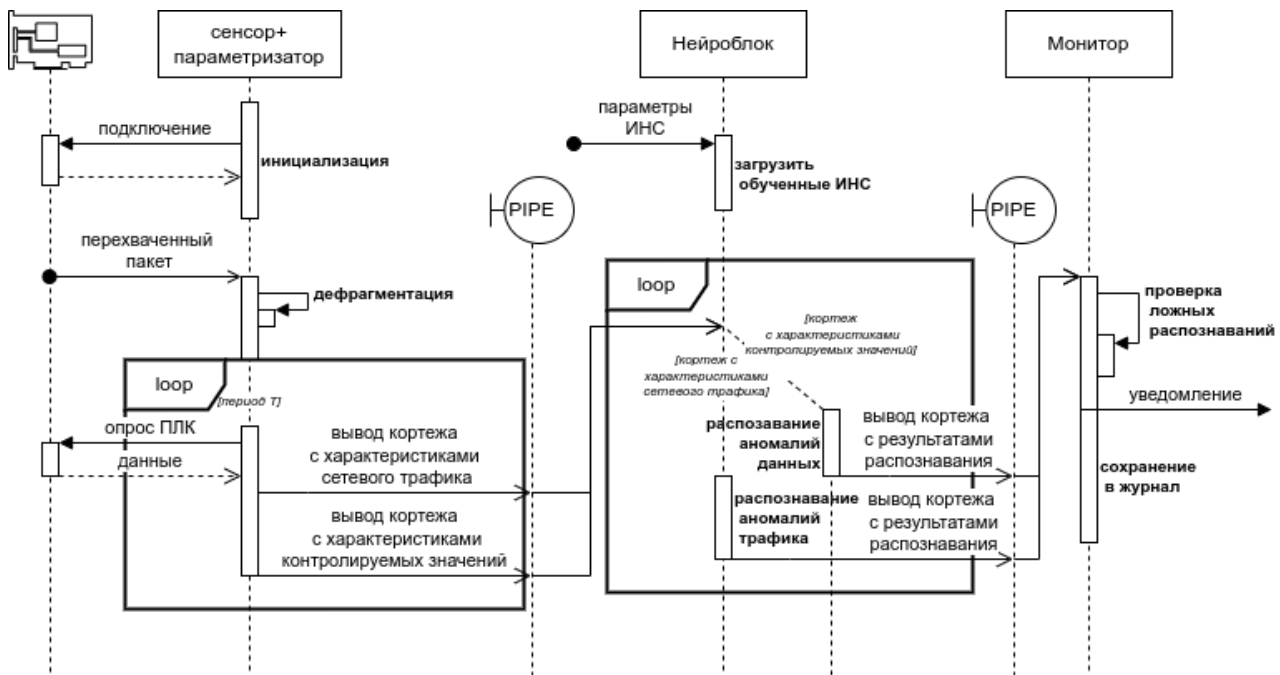 сенсор+
параметризатор
Нейроблок
Монитор
подключение
инициализация
параметры
ИНС
загрузить
обученные ИНС
PIPE
PIPE
перехваченный
пакет
дефрагментация
loop
[период T]
опрос ПЛК
данные
вывод кортежа
с характеристиками
сетевого трафика
вывод кортежа
с характеристиками
контролируемых значений
loop
[кортеж
с характеристиками
контролируемых значений]
[кортеж с
характеристиками
сетевого трафика]
распозавание
аномалий
данных
вывод кортежа
с результатами
распознавания
распознавание
аномалий
трафика
вывод кортежа
с результатами
распознавания
проверка
ложных
распознаваний
уведомление
сохранение
в журнал